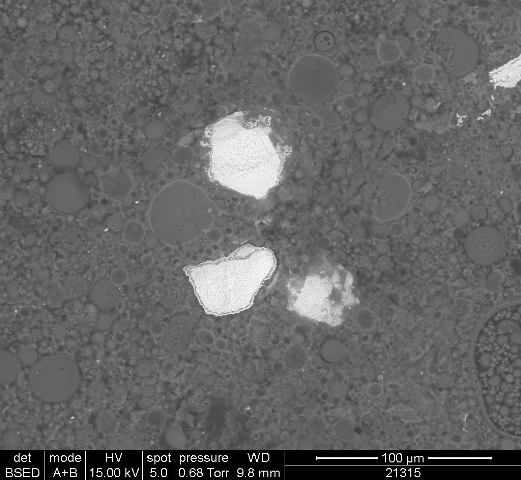 det mode HV spot pressure WD 100 µm
BSED A+B 15.00 kV 5.0 0.68 Torr 9.8 mm 21315